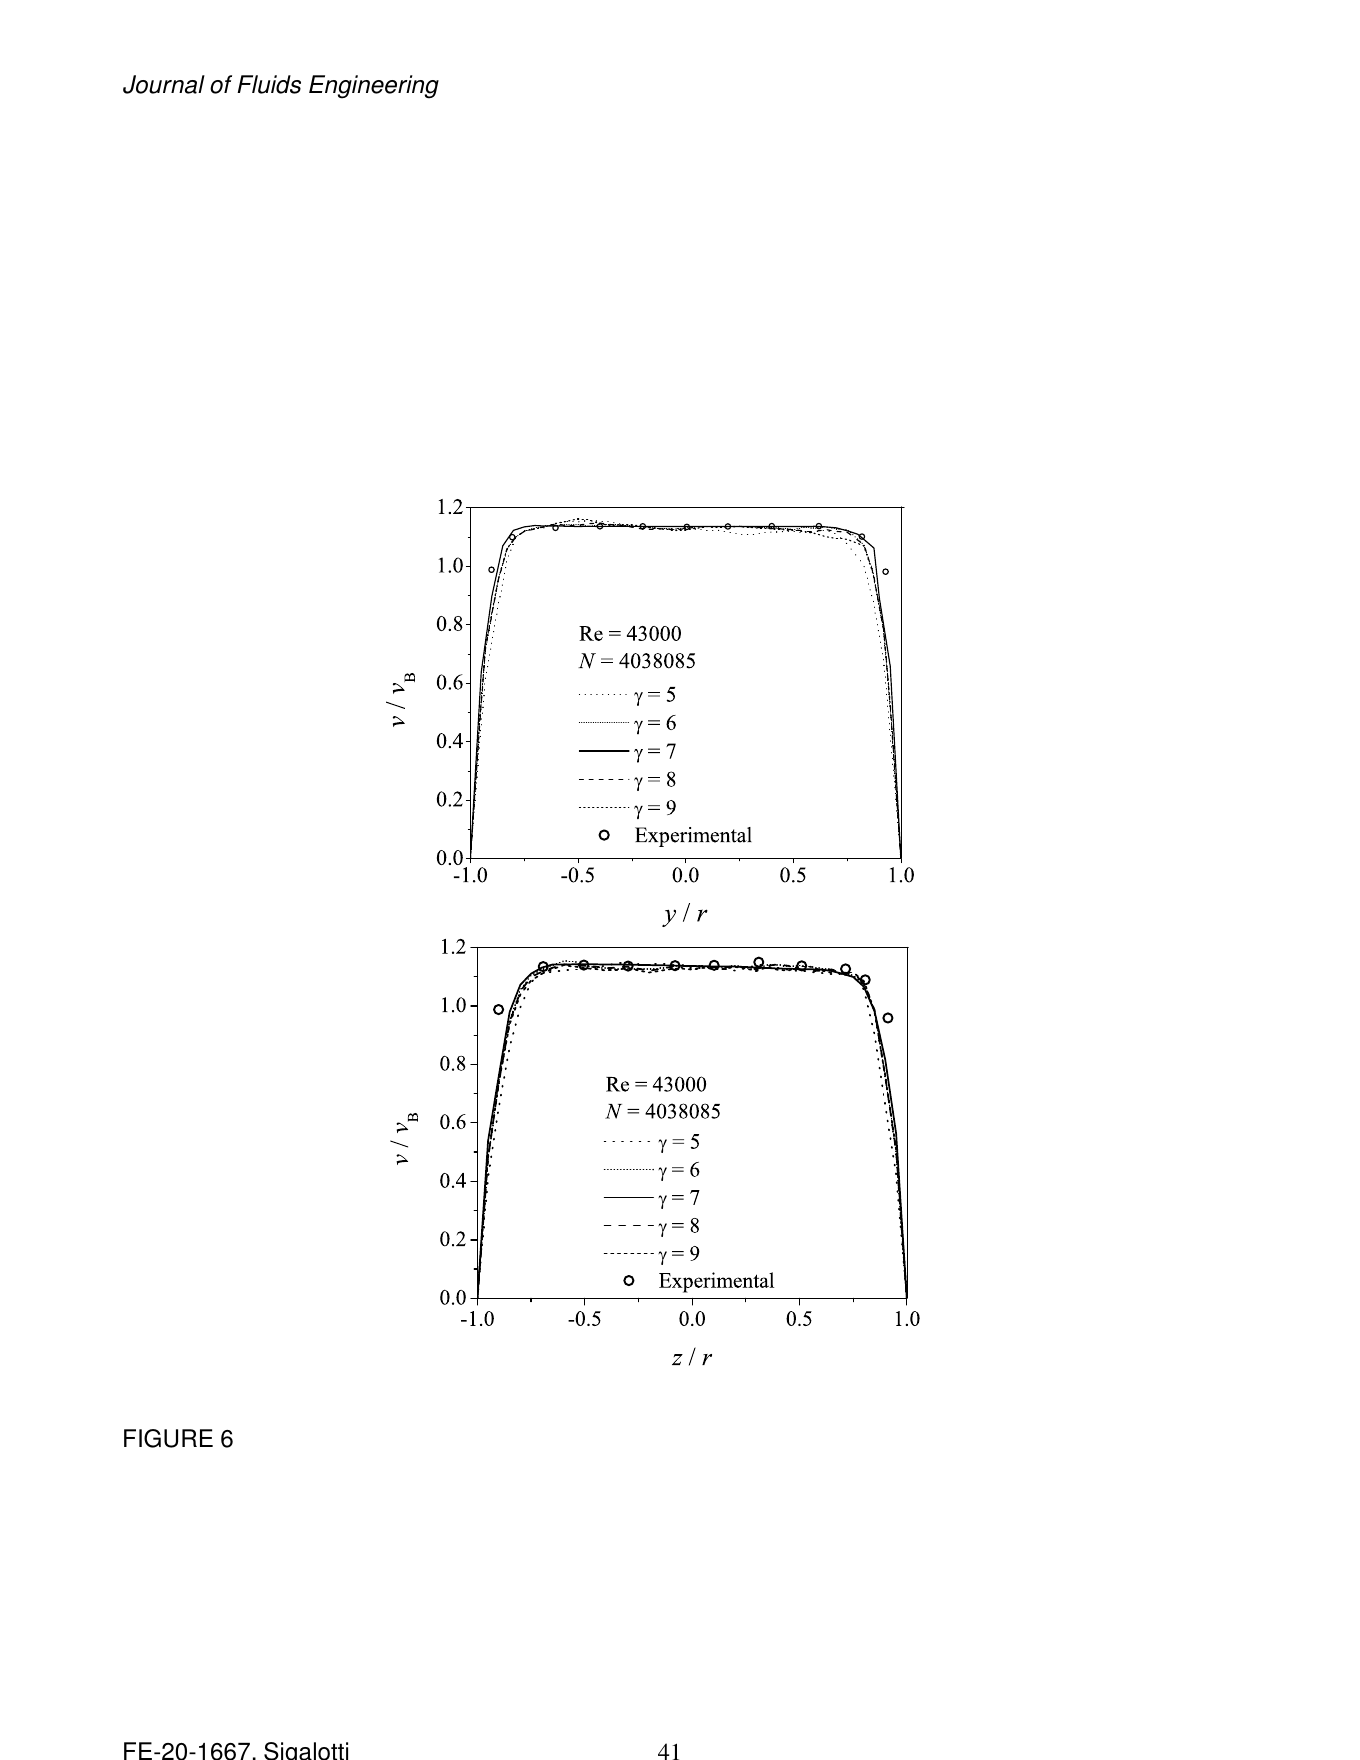 Journal of Fluids Engineering
1.2
1.0
0.8
0.6
0.4
0.2
0.0
v / vB
Re = 43000
N = 4038085
γ = 5
γ = 6
γ = 7
γ = 8
γ = 9
Experimental
-1.0 -0.5 0.0 0.5 1.0
y / r
1.2
1.0
0.8
0.6
0.4
0.2
0.0
v / vB
Re = 43000
N = 4038085
γ = 5
γ = 6
γ = 7
γ = 8
γ = 9
Experimental
-1.0 -0.5 0.0 0.5 1.0
z / r
FIGURE 6
FE-20-1667, Sigalotti 41